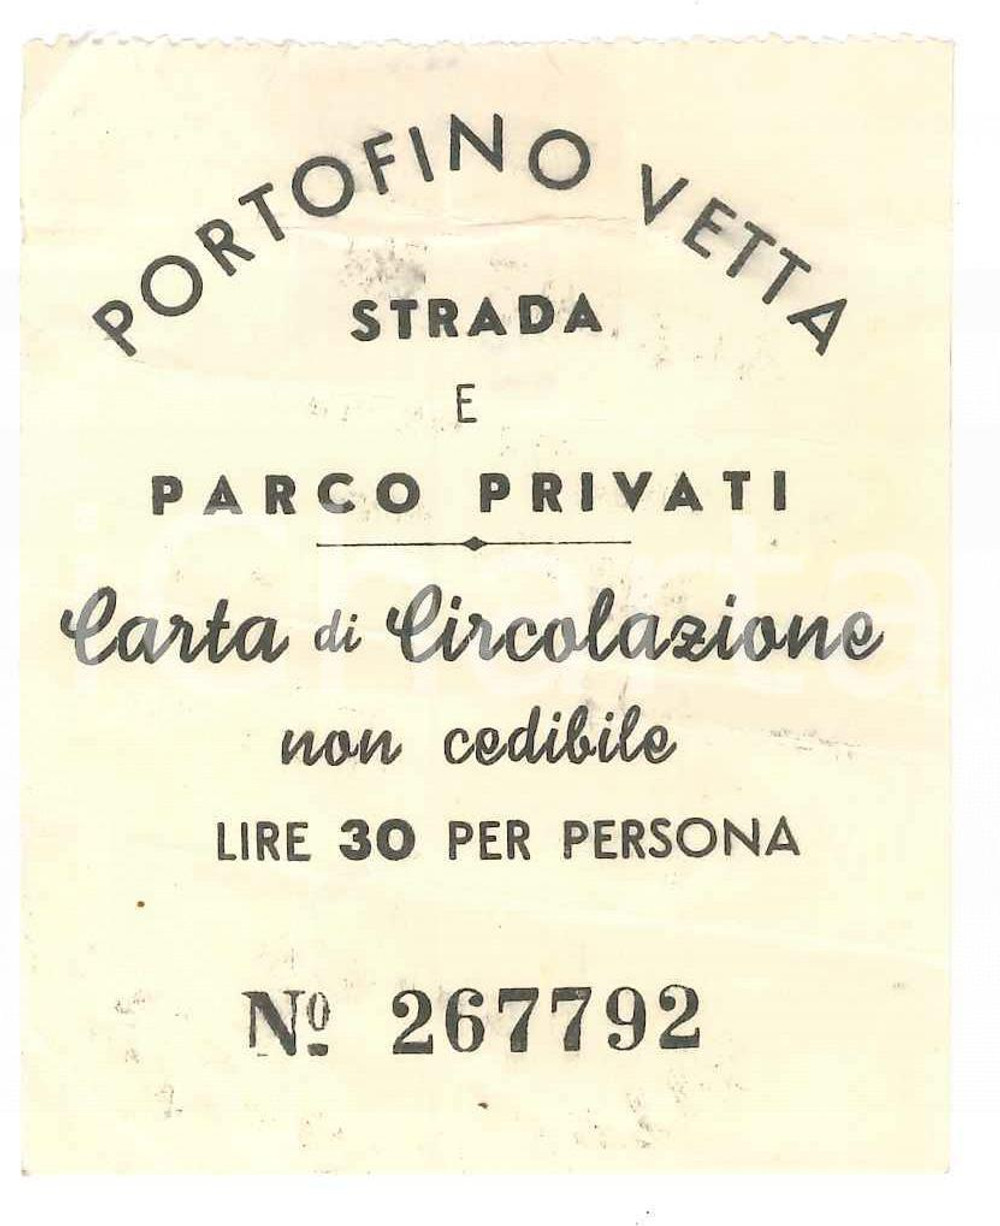 PORTOFINO VETTA
STRADA
E
PARCO PRIVATI
Carta di Circolazione
non cedibile
LIRE 30 PER PERSONA
Nº 267792